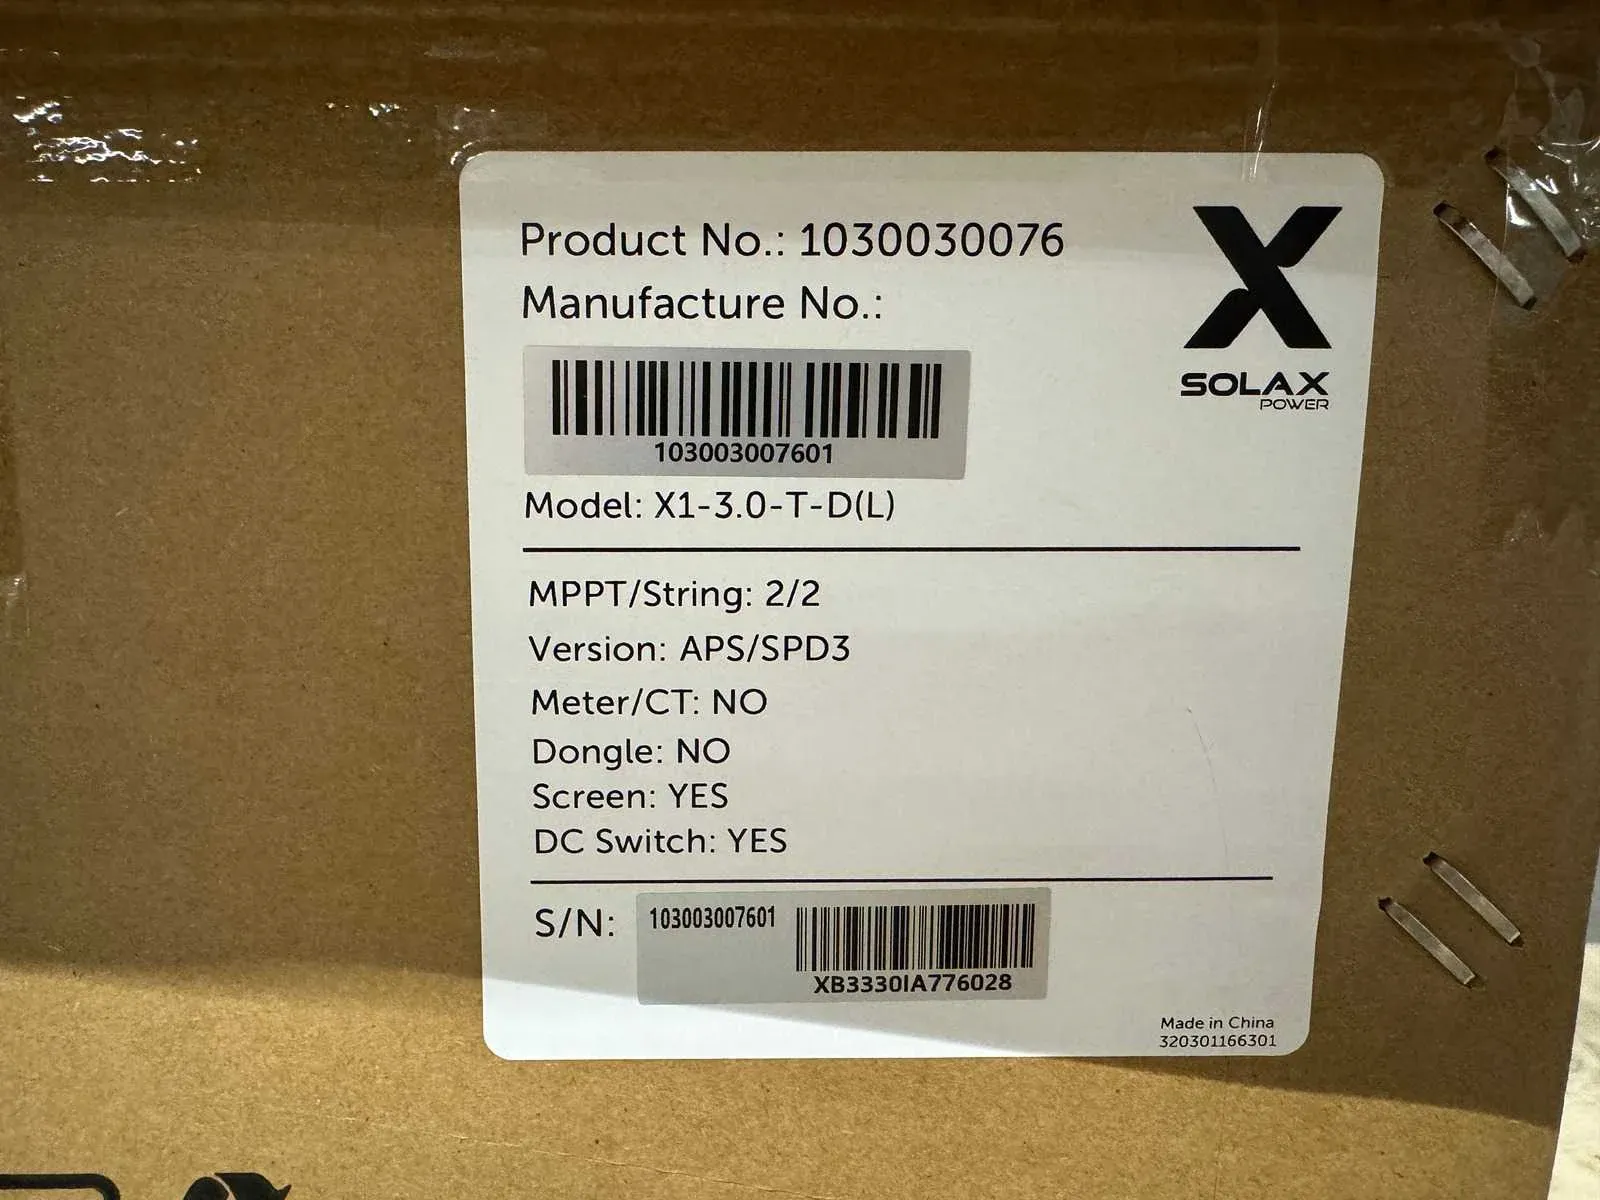 Product No.: 1030030076
Manufacture No.:
103003007601
Model: X1-3.0-T-D(L)
SOLAX
POWER
MPPT/String: 2/2
Version: APS/SPD3
Meter/CT: NO
Dongle: NO
Screen: YES
DC Switch: YES
S/N: 103003007601
XB3330IA776028
Made in China
320301166301